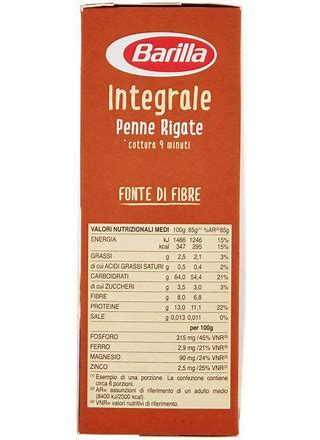 Barilla
Integrale
Penne Rigate
*cottura 9 minuti
FONTE DI FIBRE
VALORI NUTRIZIONALI MEDI 100g 85g(1) %AR(2)/85g
ENERGIA kJ 1466 1246 15%
kcal 347 295 15%
GRASSI g 2,5 2,1 3%
di cui ACIDI GRASSI SATURI g 0,5 0,4 2%
CARBOIDRATI g 64,0 54,4 21%
di cui ZUCCHERI g 3,5 3,0 3%
FIBRE g 8,0 6,8
PROTEINE g 13,0 11,1 22%
SALE g 0,013 0,011 0%
per 100g
FOSFORO 315 mg/45% VNR(3)
FERRO 2,9 mg/21% VNR(3)
MAGNESIO 90 mg/24% VNR(3)
ZINCO 2,5 mg/25% VNR(3)
(1) Esempio di una porzione. La confezione contiene
circa 6 porzioni.
(2) AR= assunzioni di riferimento di un adulto medio
(8400 kJ/2000 kcal).
(3) VNR= valori nutritivi di riferimento.